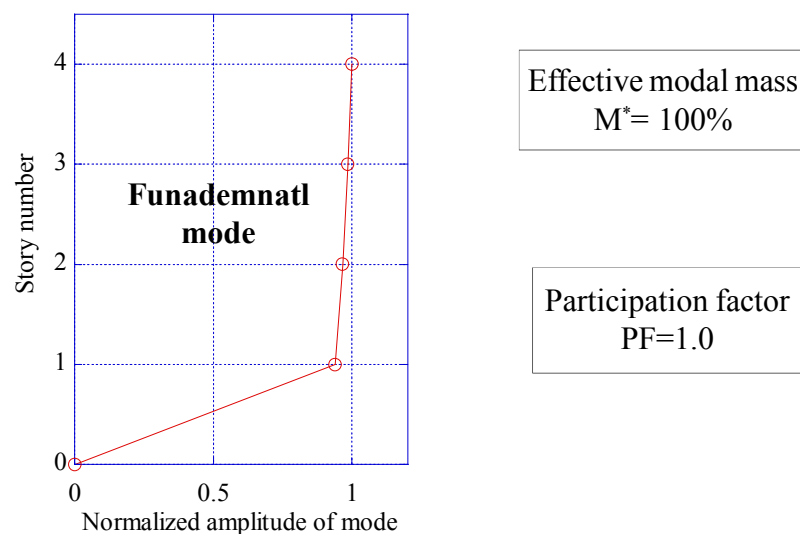 4
3
2
1
0
Story number
Funademnatl
mode
0
0.5
1
Normalized amplitude of mode
Effective modal mass
M*= 100%
Participation factor
PF=1.0